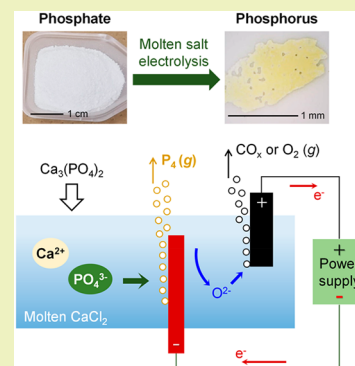 Phosphate
Phosphorus
Molten salt
electrolysis
1 cm
1 mm
P₄ (g)
COₓ or O₂ (g)
Ca₃(PO₄)₂
+
e⁻
Ca²⁺
PO₄³⁻
O²⁻
Molten CaCl₂
+
Power
supply
−
−
e⁻